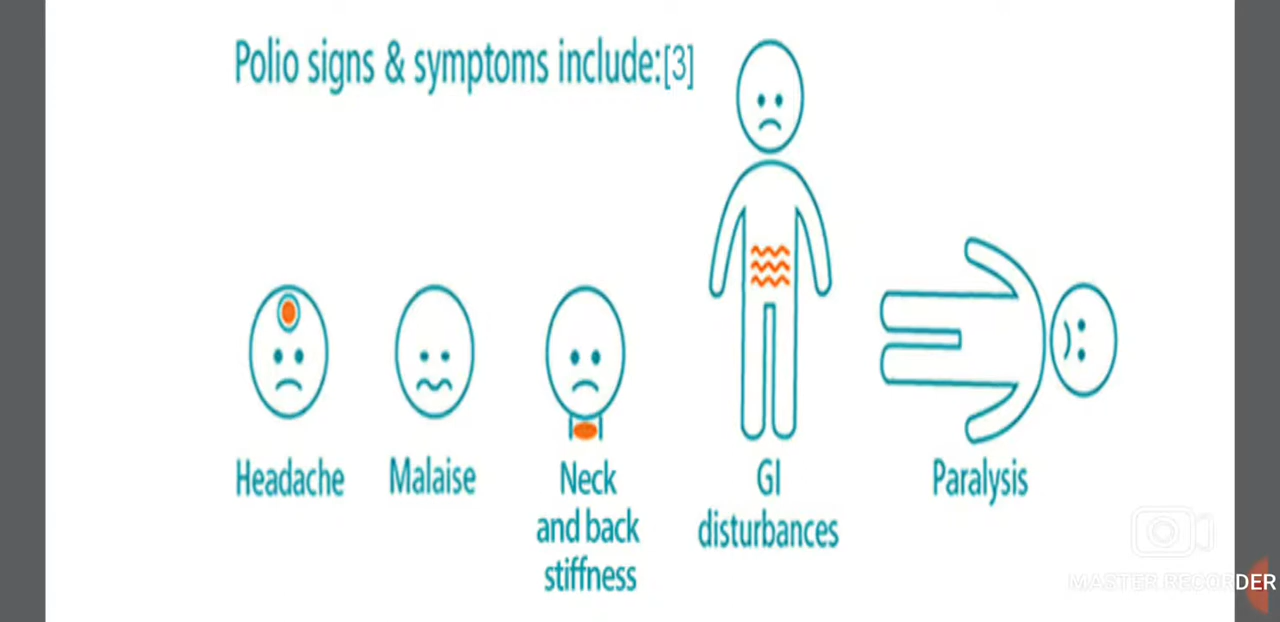 Polio signs & symptoms include:[3]
Headache
Malaise
Neck
and back
stiffness
GI
disturbances
Paralysis
MASTER RECORDER